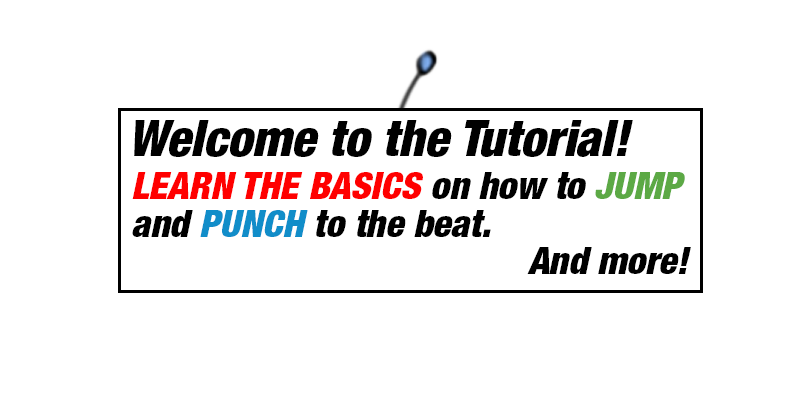 Welcome to the Tutorial!
LEARN THE BASICS on how to JUMP
and PUNCH to the beat.
And more!